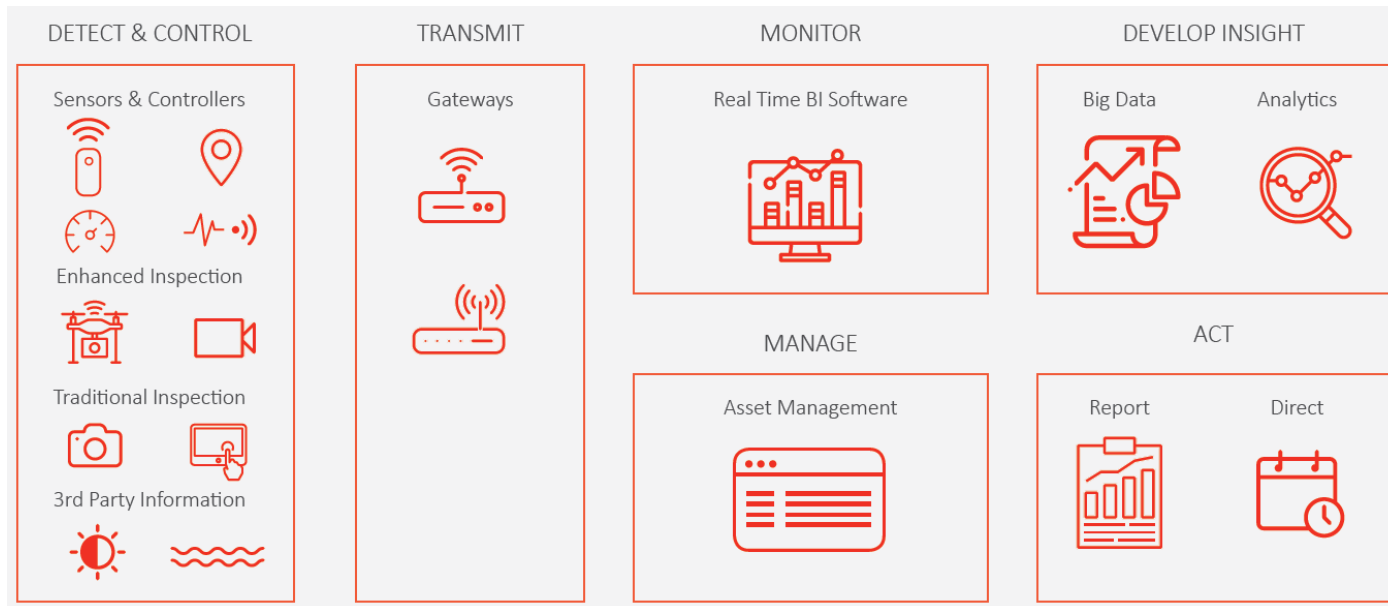 DETECT & CONTROL
Sensors & Controllers
Enhanced Inspection
Traditional Inspection
3rd Party Information
TRANSMIT
Gateways
MONITOR
Real Time BI Software
MANAGE
Asset Management
DEVELOP INSIGHT
Big Data
Analytics
ACT
Report
Direct